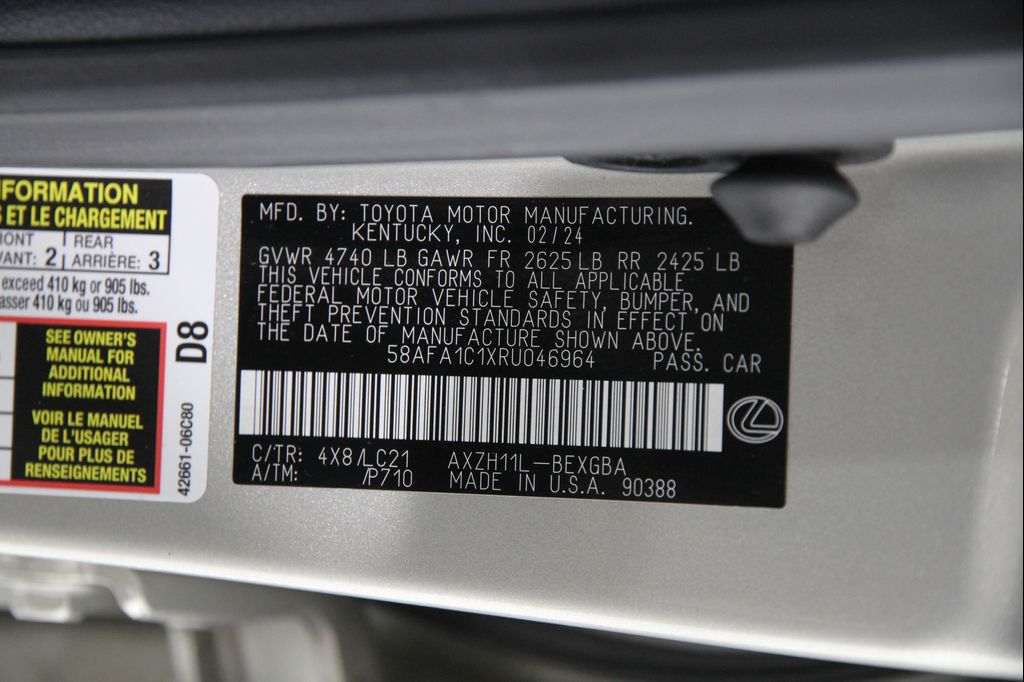 FORMATION
ET LE CHARGEMENT
RONT
REAR
VANT: 2
ARRIÈRE: 3
exceed 410 kg or 905 lbs.
asser 410 kg ou 905 lbs.
SEE OWNER'S
MANUAL FOR
ADDITIONAL
INFORMATION
VOIR LE MANUEL
DE L'USAGER
POUR PLUS DE
RENSEIGNEMENTS
D8
42661-06C80
MFD. BY: TOYOTA MOTOR MANUFACTURING.
KENTUCKY, INC. 02/24
GVWR 4740 LB GAWR FR 2625 LB RR 2425 LB
THIS VEHICLE CONFORMS TO ALL APPLICABLE
FEDERAL MOTOR VEHICLE SAFETY, BUMPER, AND
THEFT PREVENTION STANDARDS IN EFFECT ON
THE DATE OF MANUFACTURE SHOWN ABOVE.
58AFA1C1XRU046964 PASS. CAR
C/TR: 4X8/LC21 AXZH11L-BEXGBA
A/TM: /P710 MADE IN U.S.A. 90388